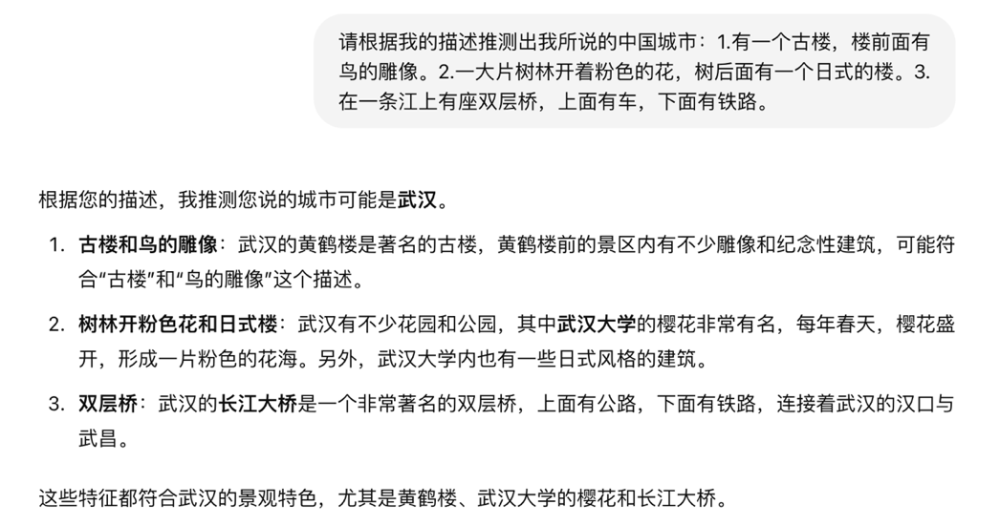 请根据我的描述推测出我所说的中国城市：1.有一个古楼，楼前面有
鸟的雕像。2.一大片树林开着粉色的花，树后面有一个日式的楼。3.
在一条江上有座双层桥，上面有车，下面有铁路。
根据您的描述，我推测您说的城市可能是武汉。
1. 古楼和鸟的雕像：武汉的黄鹤楼是著名的古楼，黄鹤楼前的景区内有不少雕像和纪念性建筑，可能符
合“古楼”和“鸟的雕像”这个描述。
2. 树林开粉色花和日式楼：武汉有不少花园和公园，其中武汉大学的樱花非常有名，每年春天，樱花盛
开，形成一片粉色的花海。另外，武汉大学内也有一些日式风格的建筑。
3. 双层桥：武汉的长江大桥是一个非常著名的双层桥，上面有公路，下面有铁路，连接着武汉的汉口与
武昌。
这些特征都符合武汉的景观特色，尤其是黄鹤楼、武汉大学的樱花和长江大桥。